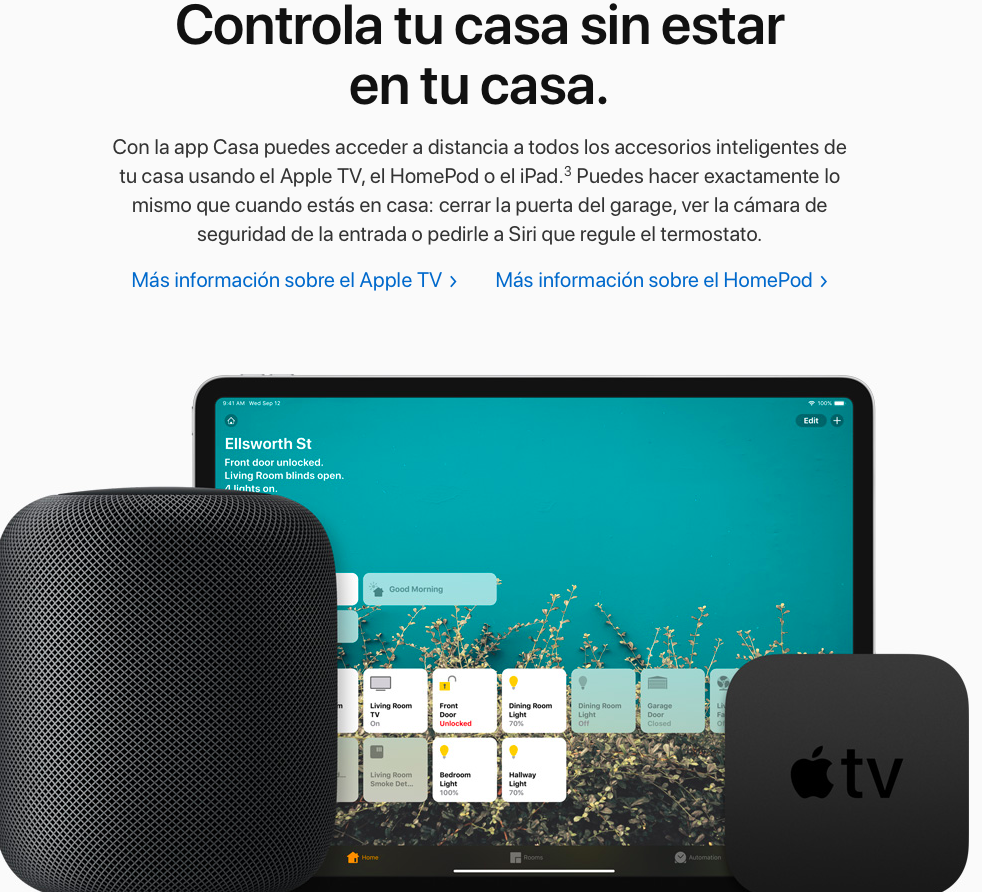 Controla tu casa sin estar
en tu casa.
Con la app Casa puedes acceder a distancia a todos los accesorios inteligentes de
tu casa usando el Apple TV, el HomePod o el iPad.3 Puedes hacer exactamente lo
mismo que cuando estás en casa: cerrar la puerta del garage, ver la cámara de
seguridad de la entrada o pedirle a Siri que regule el termostato.
Más información sobre el Apple TV >
Más información sobre el HomePod >
9:41 AM Wed Sep 12
100%
Edit +
Ellsworth St
Front door unlocked.
Living Room blinds open.
4 lights on.
Good Morning
Living Room
TV
On
Front
Door
Unlocked
Dining Room
Light
70%
Dining Room
Light
Off
Garage
Door
Closed
Living Room
Smoke Det...
Bedroom
Light
100%
Hallway
Light
70%
Home
Rooms
Automation
tv